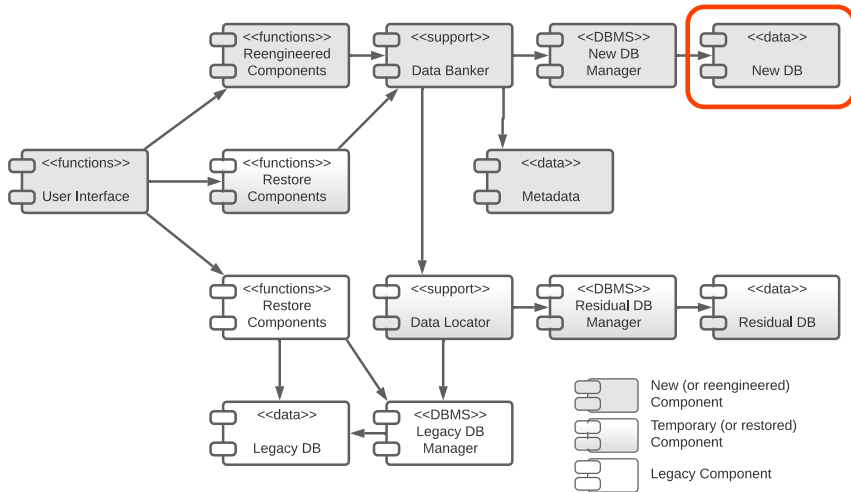 <<functions>>
Reengineered
Components
<<support>>
Data Banker
<<DBMS>>
New DB
Manager
<<data>>
New DB
<<functions>>
User Interface
<<functions>>
Restore
Components
<<data>>
Metadata
<<functions>>
Restore
Components
<<support>>
Data Locator
<<DBMS>>
Residual DB
Manager
<<data>>
Residual DB
<<data>>
Legacy DB
<<DBMS>>
Legacy DB
Manager
New (or reengineered)
Component
Temporary (or restored)
Component
Legacy Component